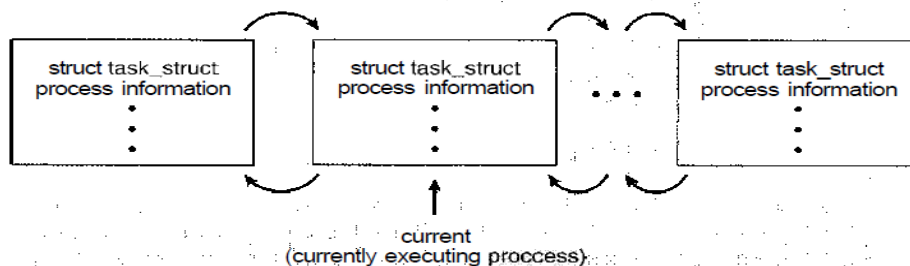 struct task_struct
process information
struct task_struct
process information
struct task_struct
process information
current
(currently executing proccess)